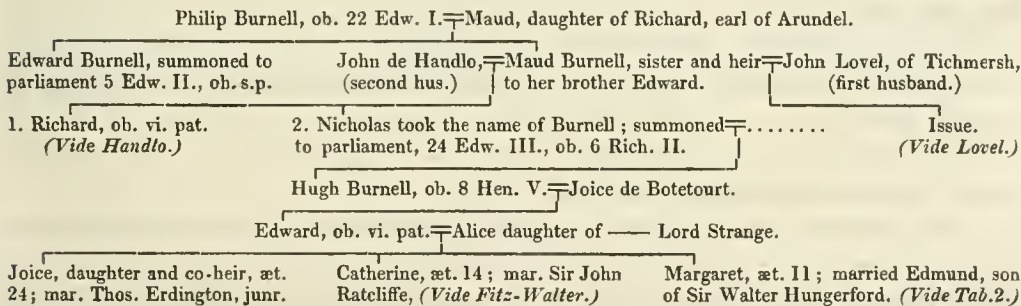 Philip Burnell, ob. 22 Edw. I.=Maud, daughter of Richard, earl of Arundel.
Edward Burnell, summoned to parliament 5 Edw. II., ob. s.p.
John de Handlo, (second hus.)=Maud Burnell, sister and heir to her brother Edward.=John Lovel, of Tichmersh, (first husband.)
1. Richard, ob. vi. pat.
(Vide Handlo.)
2. Nicholas took the name of Burnell; summoned=........
to parliament, 24 Edw. III., ob. 6 Rich. II.
Issue.
(Vide Lovel.)
Hugh Burnell, ob. 8 Hen. V.=Joice de Botetourt.
Edward, ob. vi. pat.=Alice daughter of —— Lord Strange.
Joice, daughter and co-heir, æt.
24; mar. Thos. Erdington, junr.
Catherine, æt. 14; mar. Sir John
Ratcliffe, (Vide Fitz-Walter.)
Margaret, æt. 11; married Edmund, son
of Sir Walter Hungerford. (Vide Tab.2.)